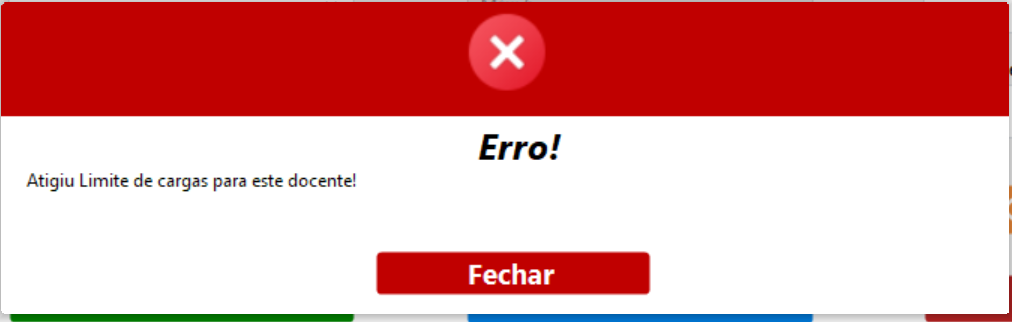 Erro!
Atigiu Limite de cargas para este docente!
Fechar